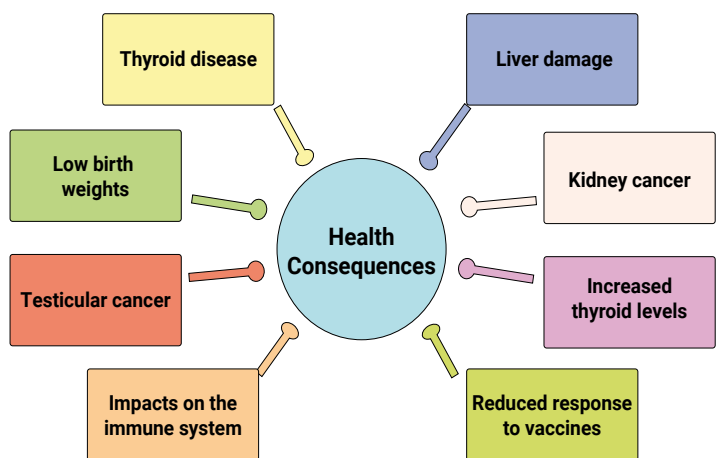 Thyroid disease
Liver damage
Low birth
weights
Kidney cancer
Health
Consequences
Testicular cancer
Increased
thyroid levels
Impacts on the
immune system
Reduced response
to vaccines